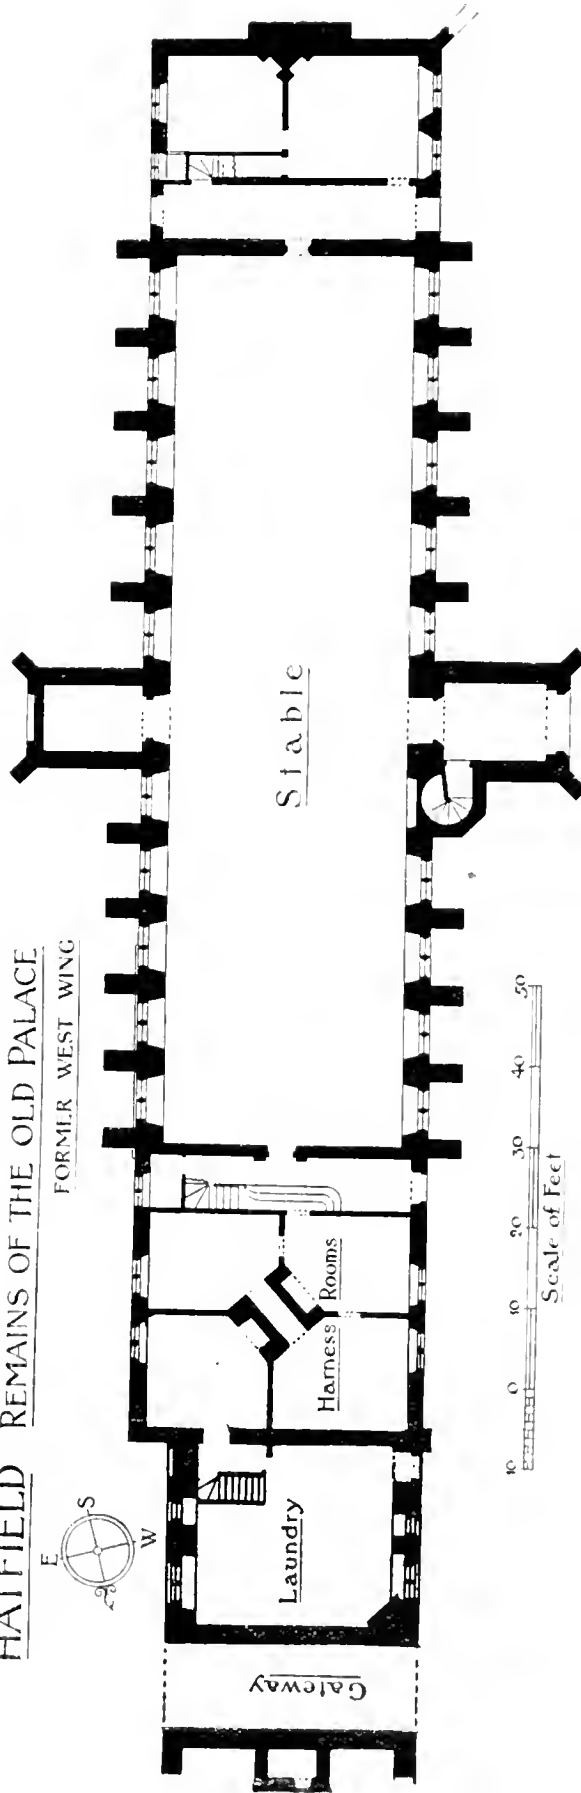 HATFIELD REMAINS OF THE OLD PALACE
FORMER WEST WING
E
S
N
W
Stable
Harness Rooms
Laundry
Gateway
10 0 10 20 30 40 50
Scale of Feet